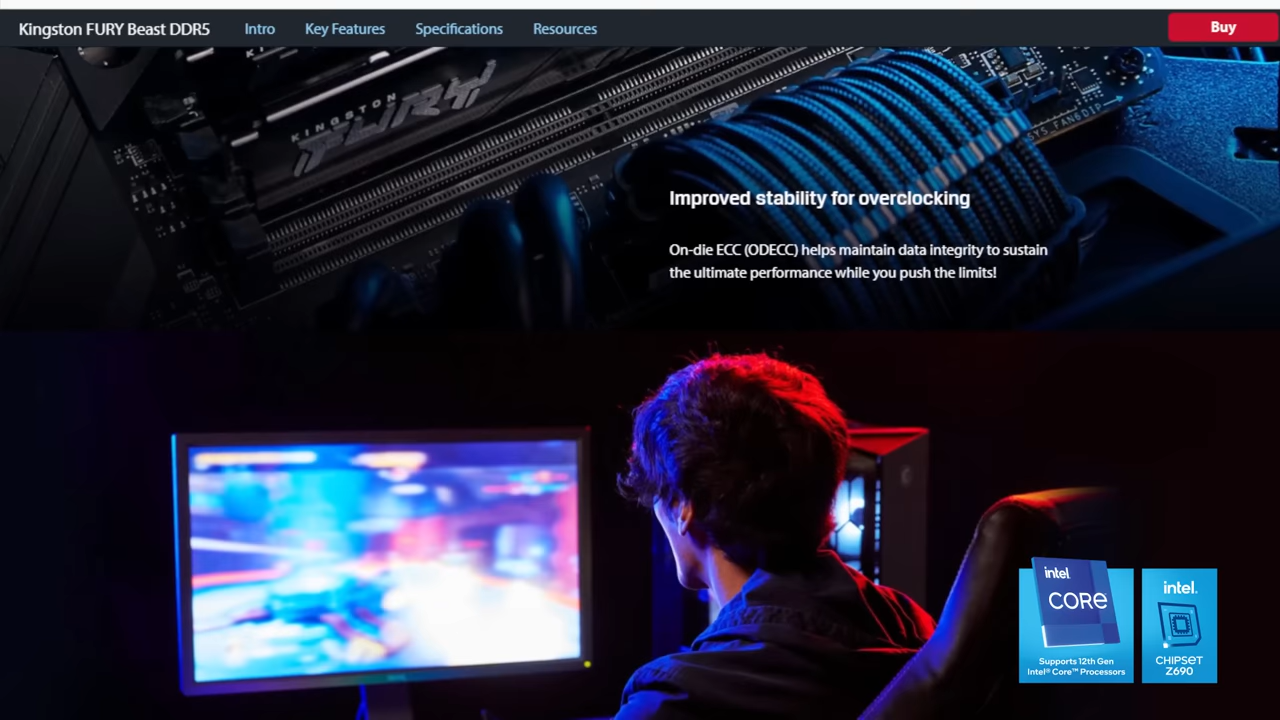 Kingston FURY Beast DDR5
Intro
Key Features
Specifications
Resources
Buy
KINGSTON
FURY
SYS_FAN6
DIP
Improved stability for overclocking
On-die ECC (ODECC) helps maintain data integrity to sustain
the ultimate performance while you push the limits!
intel
CORE
Supports 12th Gen
Intel® Core™ Processors
intel.
CHIPSET
Z690